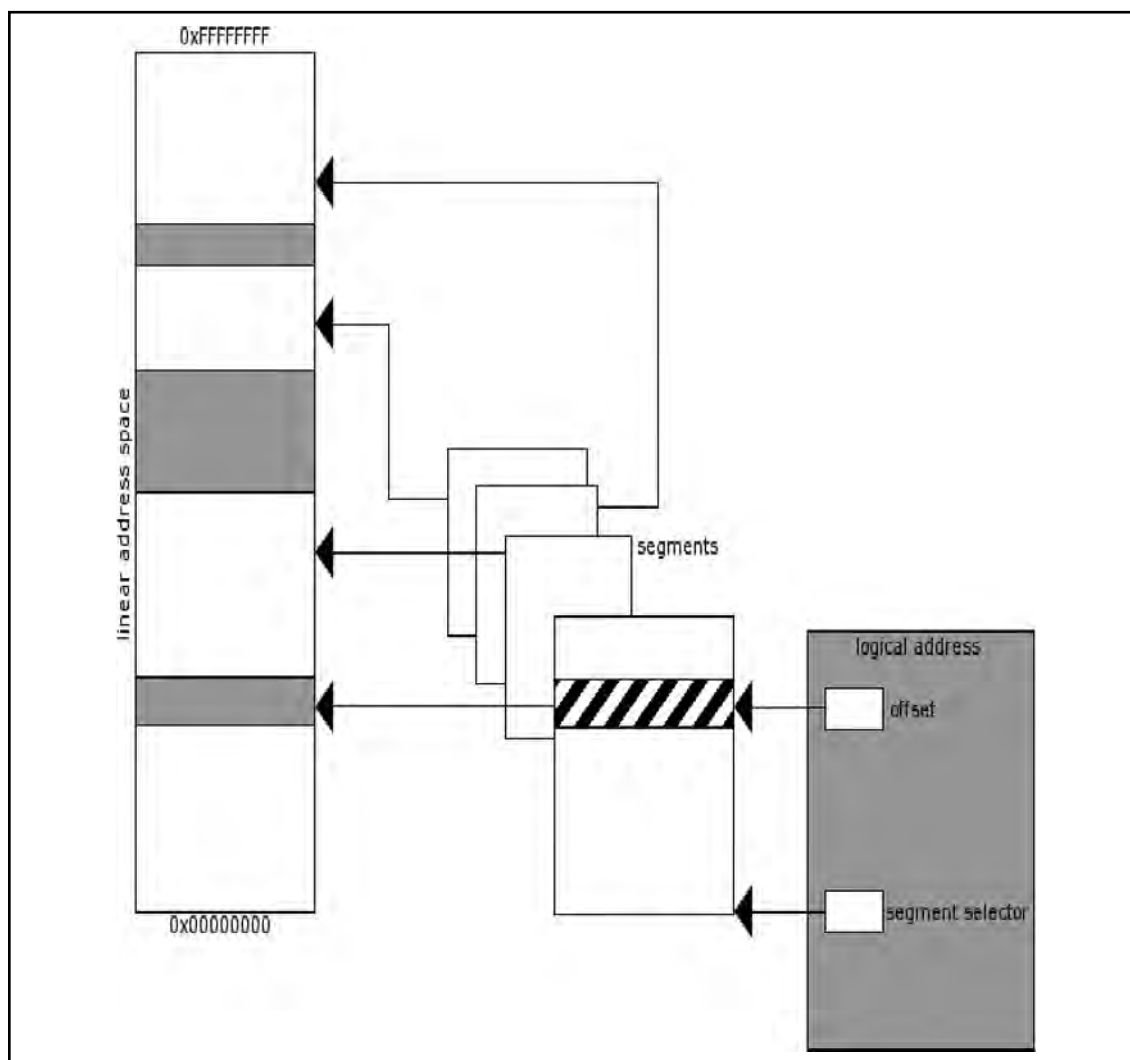 0xFFFFFFFF
linear address space
segments
logical address
offset
segment selector
0x00000000